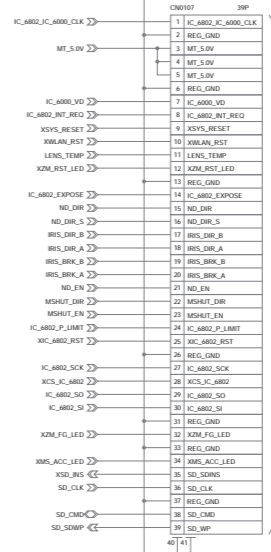 CN0107 39P
IC_6802_IC_6000_CLK 1 IC_6802_IC_6000_CLK
2 REG_GND
MT_5.0V 3 MT_5.0V
4 MT_5.0V
5 MT_5.0V
6 REG_GND
IC_6000_VD 7 IC_6000_VD
IC_6802_INT_REQ 8 IC_6802_INT_REQ
XSYS_RESET 9 XSYS_RESET
XWLAN_RST 10 XWLAN_RST
LENS_TEMP 11 LENS_TEMP
XZM_RST_LED 12 XZM_RST_LED
13 REG_GND
IC_6802_EXPOSE 14 IC_6802_EXPOSE
ND_DIR 15 ND_DIR
ND_DIR_S 16 ND_DIR_S
IRIS_DIR_B 17 IRIS_DIR_B
IRIS_DIR_A 18 IRIS_DIR_A
IRIS_BRK_B 19 IRIS_BRK_B
IRIS_BRK_A 20 IRIS_BRK_A
ND_EN 21 ND_EN
MSHUT_DIR 22 MSHUT_DIR
MSHUT_EN 23 MSHUT_EN
IC_6802_P_LIMIT 24 IC_6802_P_LIMIT
XIC_6802_RST 25 XIC_6802_RST
26 REG_GND
IC_6802_SCK 27 IC_6802_SCK
XCS_IC_6802 28 XCS_IC_6802
IC_6802_SO 29 IC_6802_SO
IC_6802_SI 30 IC_6802_SI
31 REG_GND
XZM_FG_LED 32 XZM_FG_LED
33 REG_GND
XMS_ACC_LED 34 XMS_ACC_LED
XSD_INS 35 SD_SDINS
SD_CLK 36 SD_CLK
37 REG_GND
SD_CMD 38 SD_CMD
SD_SDWP 39 SD_WP
40 41